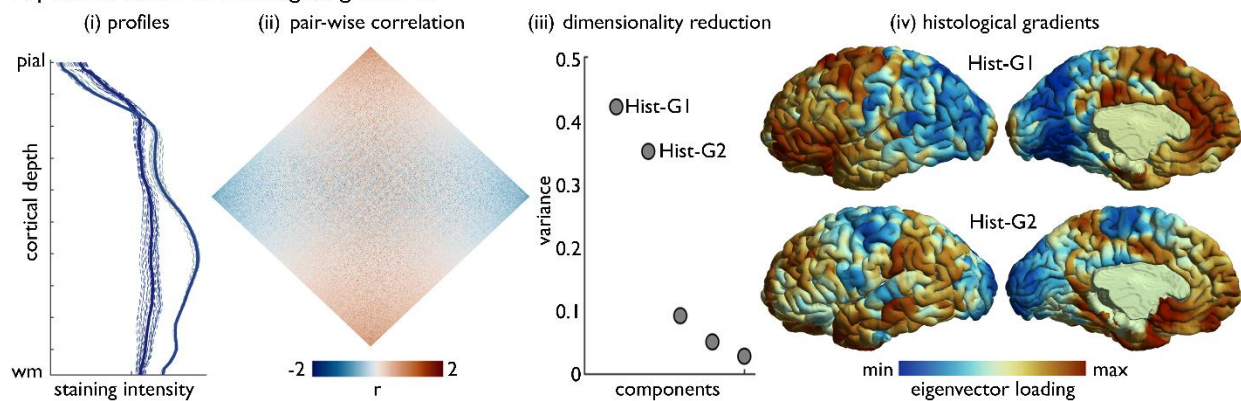 (i) profiles
(ii) pair-wise correlation
(iii) dimensionality reduction
(iv) histological gradients
pial
cortical depth
wm
staining intensity
-2
2
r
0.5
0.4
0.3
0.2
0.1
0
variance
Hist-G1
Hist-G2
components
Hist-G1
Hist-G2
min
max
eigenvector loading